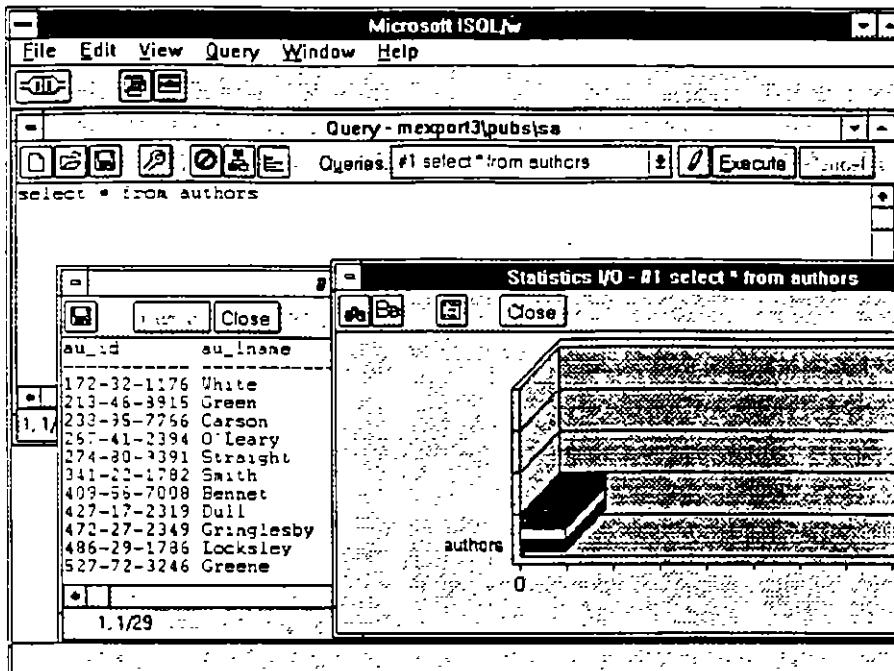 Microsoft ISQL/w
File Edit View Query Window Help
Query - mexport3\pubs\sa
Queries: #1 select * from authors Execute
select * from authors
Statistics I/O - #1 select * from authors
Close
Close
au_id au_lname
172-32-1176 White
213-46-8915 Green
233-95-7766 Carson
267-41-2394 O'Leary
274-80-9391 Straight
341-22-1782 Smith
409-56-7008 Bennet
427-17-2319 Dull
472-27-2349 Gringlesby
486-29-1786 Locksley
527-72-3246 Greene
authors
0
1, 1/
1, 1/29